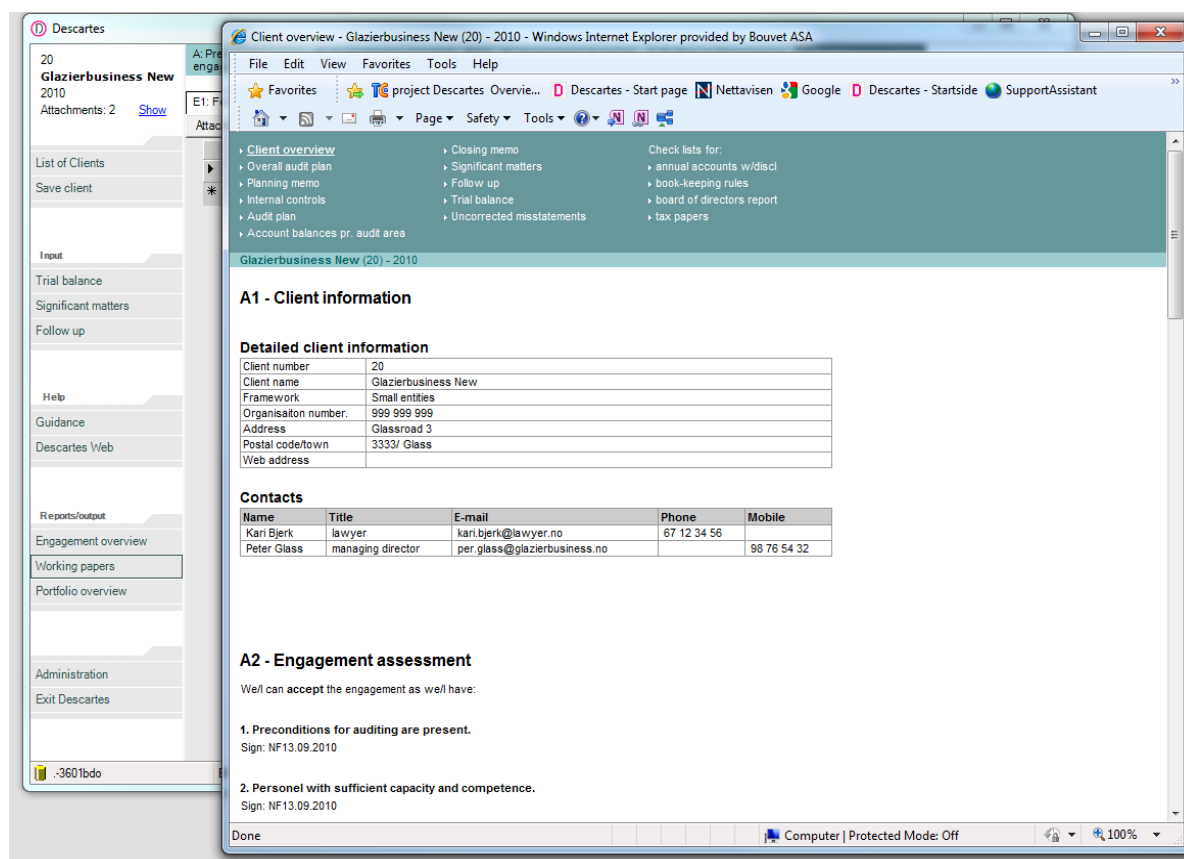 Descartes
20
Glazierbusiness New
2010
Attachments: 2 Show
List of Clients
Save client
Input
Trial balance
Significant matters
Follow up
Help
Guidance
Descartes Web
Reports/output
Engagement overview
Working papers
Portfolio overview
Administration
Exit Descartes
.-3601bdo
A: Pre
enga
E1: F
Attac
Client overview - Glazierbusiness New (20) - 2010 - Windows Internet Explorer provided by Bouvet ASA
File Edit View Favorites Tools Help
Favorites project Descartes Overvie... Descartes - Start page Nettavisen Google Descartes - Startside SupportAssistant
Page Safety Tools
Client overview Closing memo Check lists for:
Overall audit plan Significant matters annual accounts w/discl
Planning memo Follow up book-keeping rules
Internal controls Trial balance board of directors report
Audit plan Uncorrected misstatements tax papers
Account balances pr. audit area
Glazierbusiness New (20) - 2010
A1 - Client information
Detailed client information
Client number 20
Client name Glazierbusiness New
Framework Small entities
Organisaiton number. 999 999 999
Address Glassroad 3
Postal code/town 3333/ Glass
Web address
Contacts
Name Title E-mail Phone Mobile
Kari Bjerk lawyer kari.bjerk@lawyer.no 67 12 34 56
Peter Glass managing director per.glass@glazierbusiness.no 98 76 54 32
A2 - Engagement assessment
We/I can accept the engagement as we/I have:
1. Preconditions for auditing are present.
Sign: NF13.09.2010
2. Personel with sufficient capacity and competence.
Sign: NF13.09.2010
Done Computer | Protected Mode: Off 100%